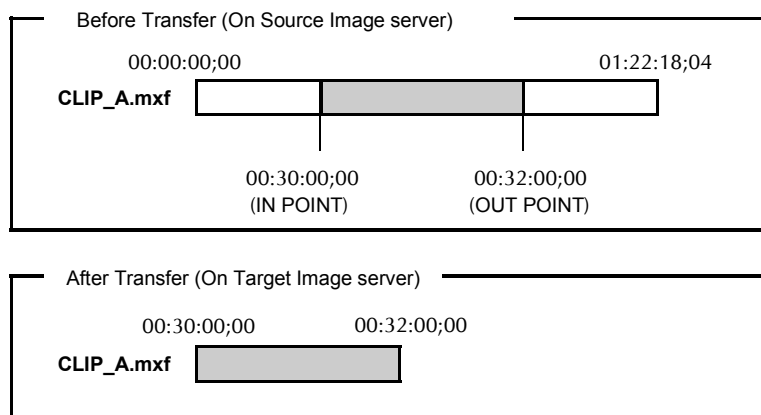 Before Transfer (On Source Image server)
00:00:00;00 01:22:18;04
CLIP_A.mxf
00:30:00;00 00:32:00;00
(IN POINT) (OUT POINT)
After Transfer (On Target Image server)
00:30:00;00 00:32:00;00
CLIP_A.mxf